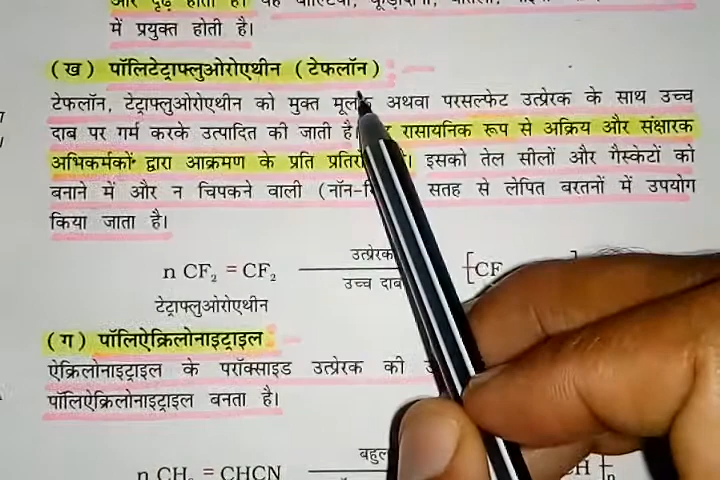 और दृढ़ होता है। यह बाल्टियों, कूड़ादानों, बोतलों,
में प्रयुक्त होती है।
(ख) पॉलिटेट्राफ्लुओरोएथीन (टेफलॉन) :—
टेफलॉन, टेट्राफ्लुओरोएथीन को मुक्त मूलक अथवा परसल्फेट उत्प्रेरक के साथ उच्च
दाब पर गर्म करके उत्पादित की जाती है। रासायनिक रूप से अक्रिय और संक्षारक
अभिकर्मकों द्वारा आक्रमण के प्रति है। इसको तेल सीलों और गैस्केटों को
बनाने में और न चिपकने वाली सतह से लेपित बरतनों में उपयोग
किया जाता है।
उत्प्रेरक
n CF₂ = CF₂ [CF ]
उच्च दाब
टेट्राफ्लुओरोएथीन
(ग) पॉलिऐक्रिलोनाइट्राइल :—
ऐक्रिलोनाइट्राइल के परॉक्साइड उत्प्रेरक की
पॉलिऐक्रिलोनाइट्राइल बनता है।
n CH₂ = CHCN